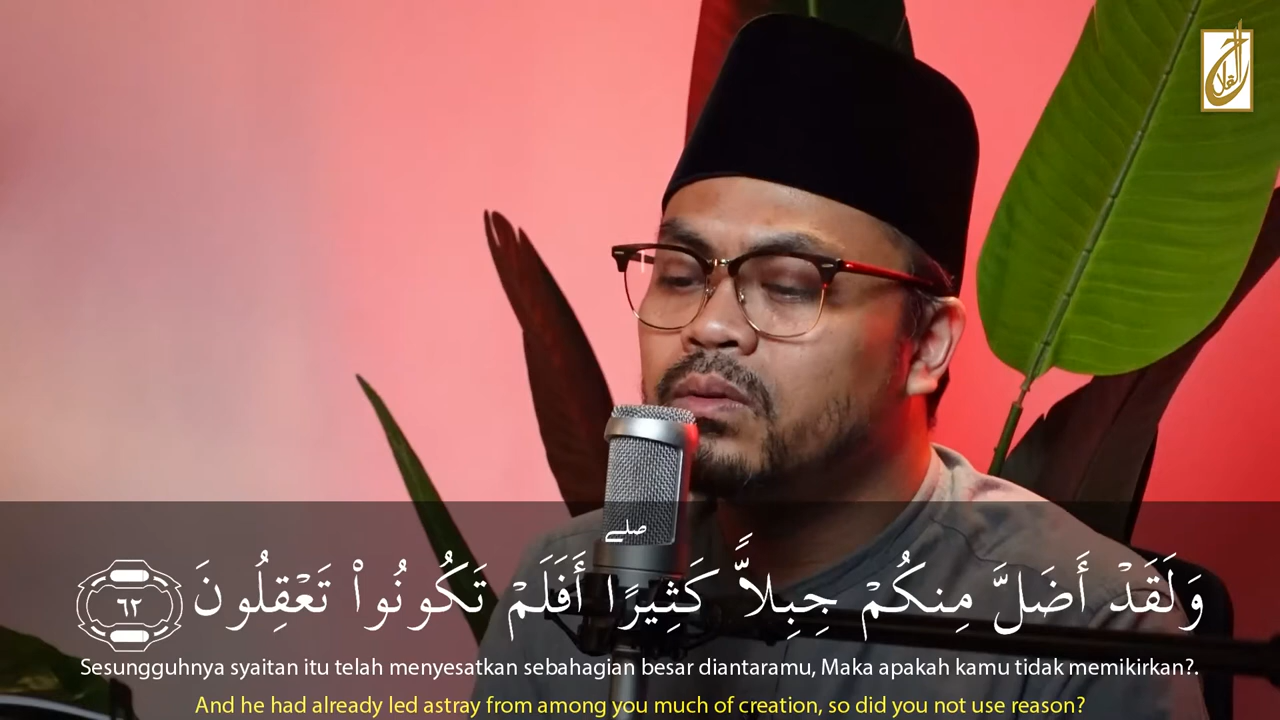 الفلاح
وَلَقَدْ أَضَلَّ مِنكُمْ جِبِلاًّ كَثِيرًا ۖ أَفَلَمْ تَكُونُواْ تَعْقِلُونَ ٦٢
Sesungguhnya syaitan itu telah menyesatkan sebahagian besar diantaramu, Maka apakah kamu tidak memikirkan?.
And he had already led astray from among you much of creation, so did you not use reason?